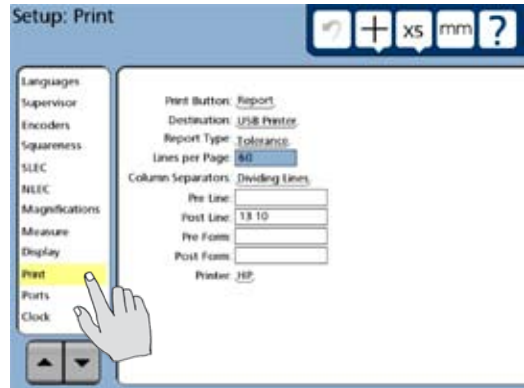 Setup: Print
x5 mm ?
Languages
Supervisor
Encoders
Squareness
SLEC
NLEC
Magnifications
Measure
Display
Print
Ports
Clock
Print Button: Report
Destination: USB Printer
Report Type: Tolerance
Lines per Page: 60
Column Separators: Dividing Lines
Pre Line:
Post Line: 13 10
Pre Form:
Post Form:
Printer: HP